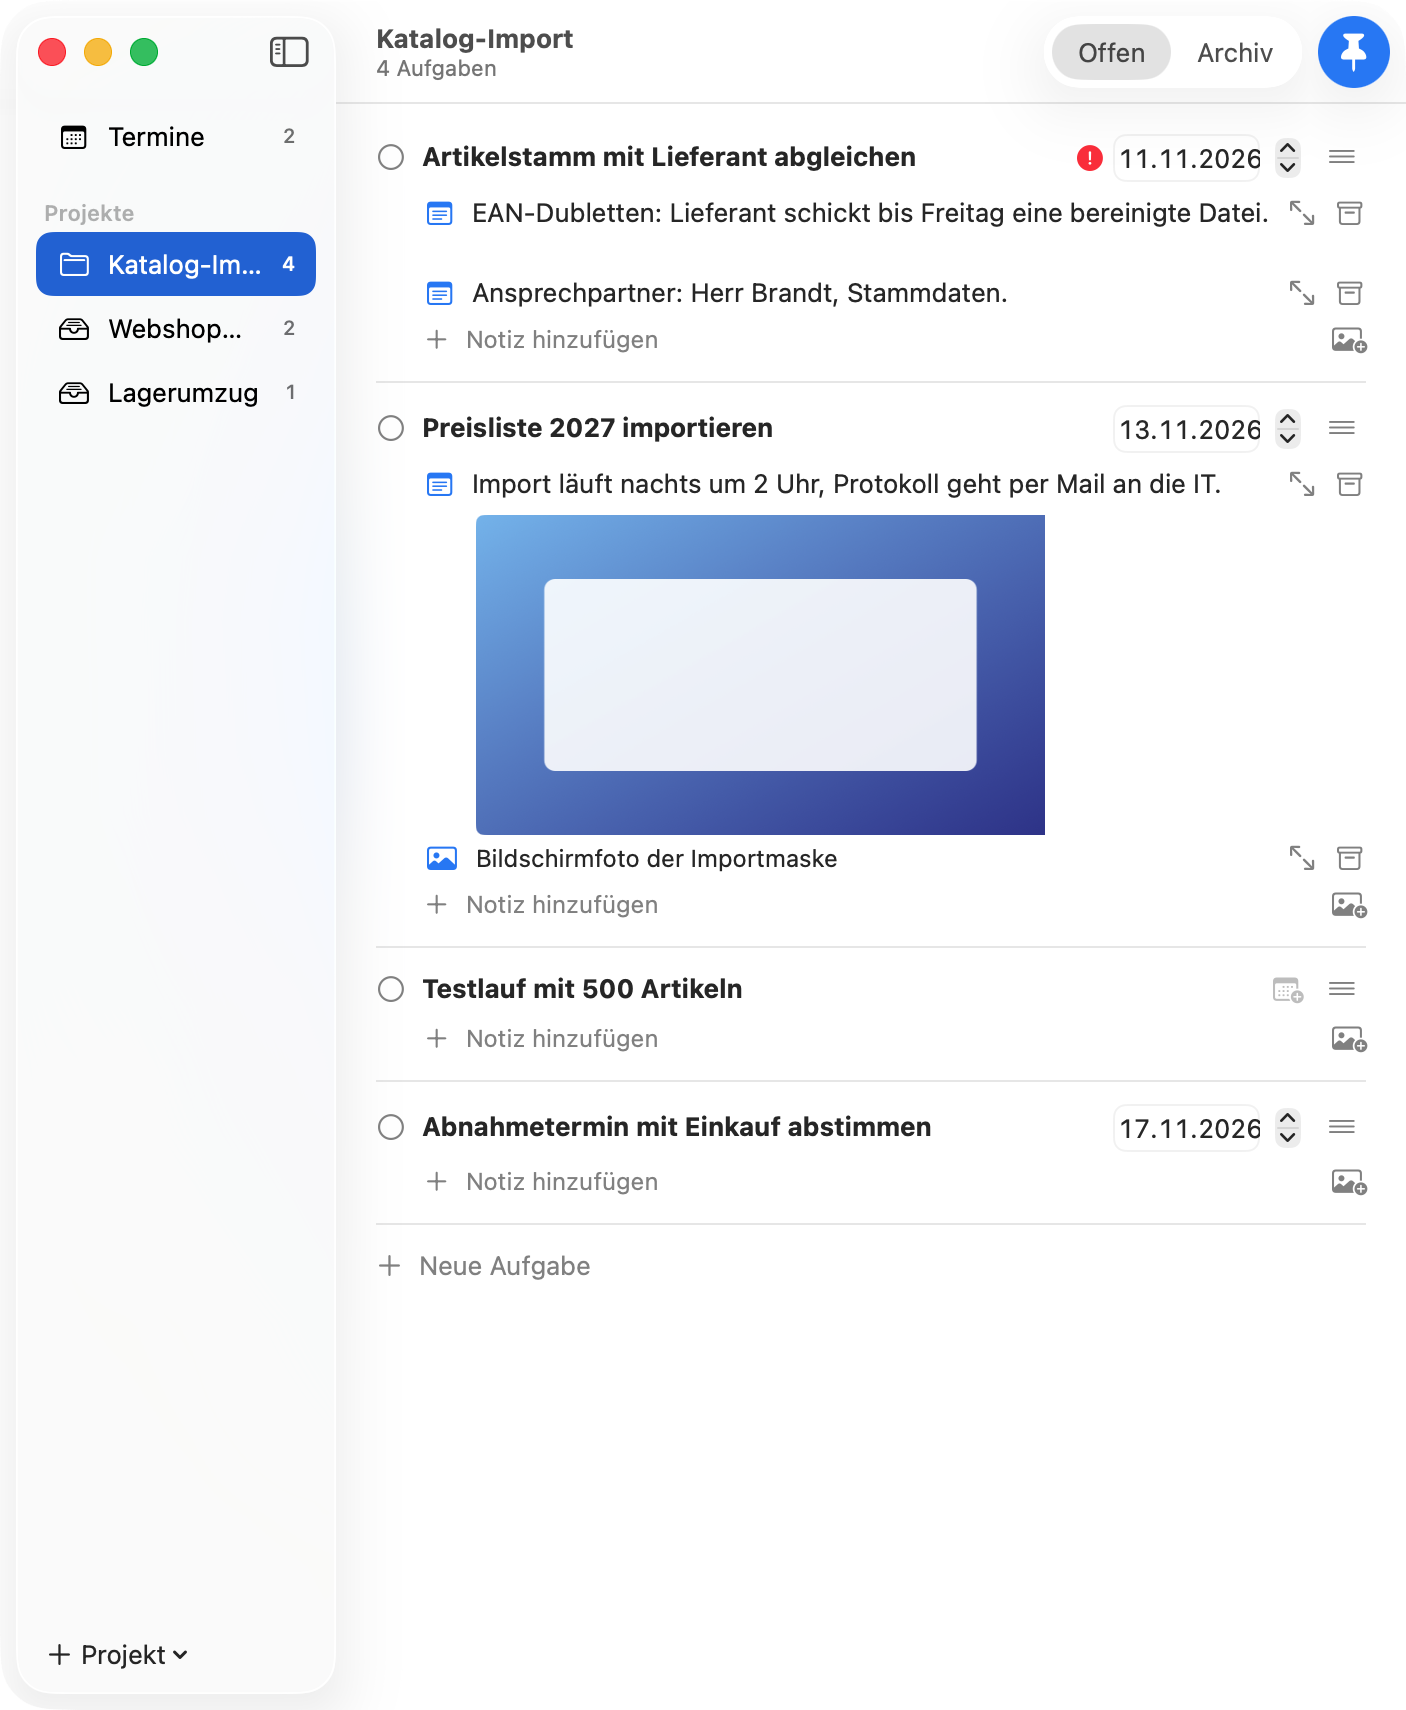 Katalog-Import
4 Aufgaben
Offen
Archiv
Termine 2
Projekte
Katalog-Im... 4
Webshop... 2
Lagerumzug 1
Artikelstamm mit Lieferant abgleichen
11.11.2026
EAN-Dubletten: Lieferant schickt bis Freitag eine bereinigte Datei.
Ansprechpartner: Herr Brandt, Stammdaten.
Notiz hinzufügen
Preisliste 2027 importieren
13.11.2026
Import läuft nachts um 2 Uhr, Protokoll geht per Mail an die IT.
Bildschirmfoto der Importmaske
Notiz hinzufügen
Testlauf mit 500 Artikeln
Notiz hinzufügen
Abnahmetermin mit Einkauf abstimmen
17.11.2026
Notiz hinzufügen
Neue Aufgabe
Projekt